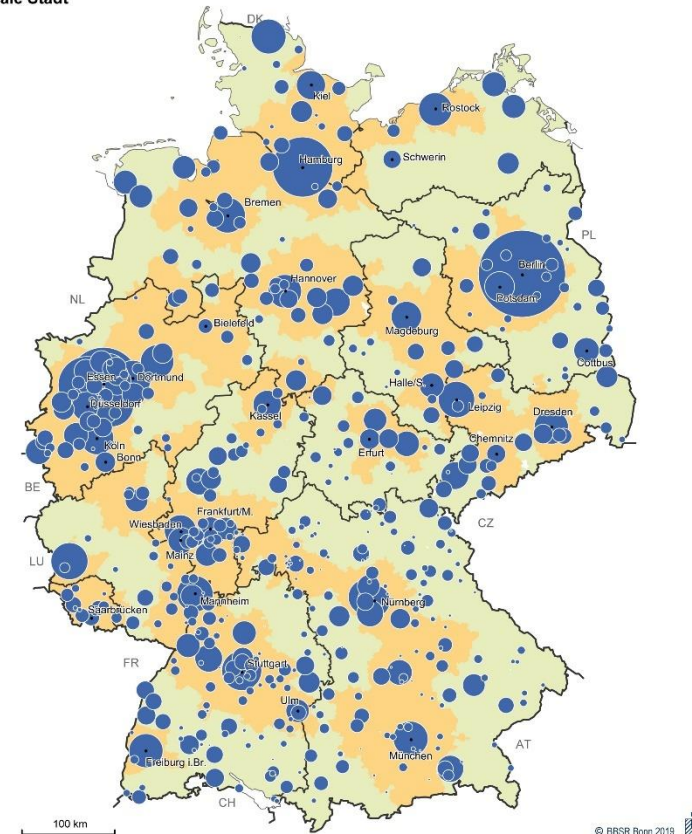 ale Stadt
DK
Kiel
Rostock
Hamburg
Schwerin
Bremen
PL
Berlin
Hannover
Potsdam
NL
Bielefeld
Magdeburg
Cottbus
Essen
Dortmund
Halle/S.
Düsseldorf
Kassel
Leipzig
Dresden
Köln
Erfurt
Chemnitz
Bonn
BE
Frankfurt/M.
Wiesbaden
CZ
Mainz
LU
Mannheim
Nürnberg
Saarbrücken
FR
Stuttgart
Ulm
München
AT
Freiburg i.Br.
CH
100 km
© BBSR Bonn 2019